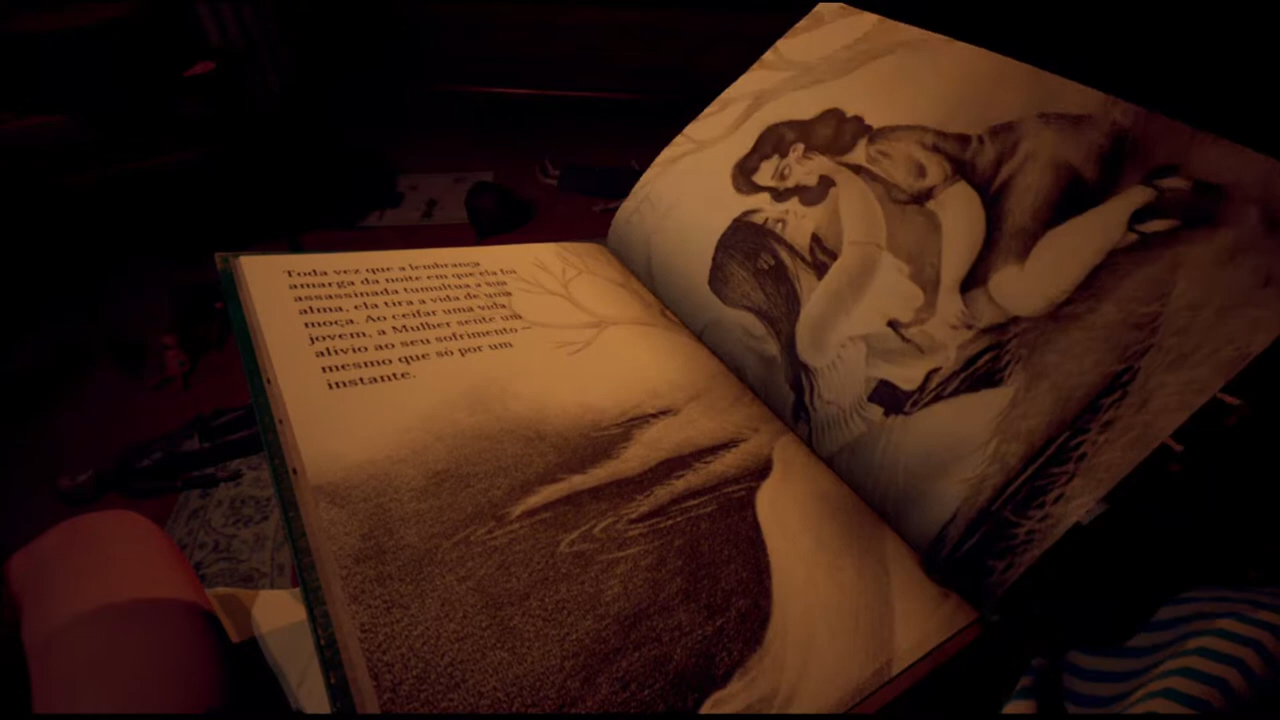 Toda vez que a lembrança
amarga da noite em que ela foi
assassinada tumultua a sua
alma, ela tira a vida de uma
moça. Ao ceifar uma vida
jovem, a Mulher sente um
alívio ao seu sofrimento –
mesmo que só por um
instante.